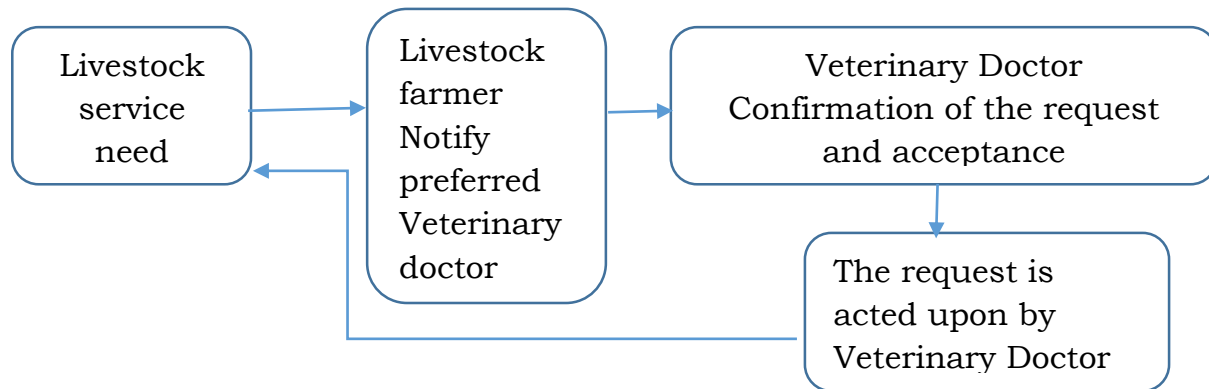 Livestock
service
need
Livestock
farmer
Notify
preferred
Veterinary
doctor
Veterinary Doctor
Confirmation of the request
and acceptance
The request is
acted upon by
Veterinary Doctor